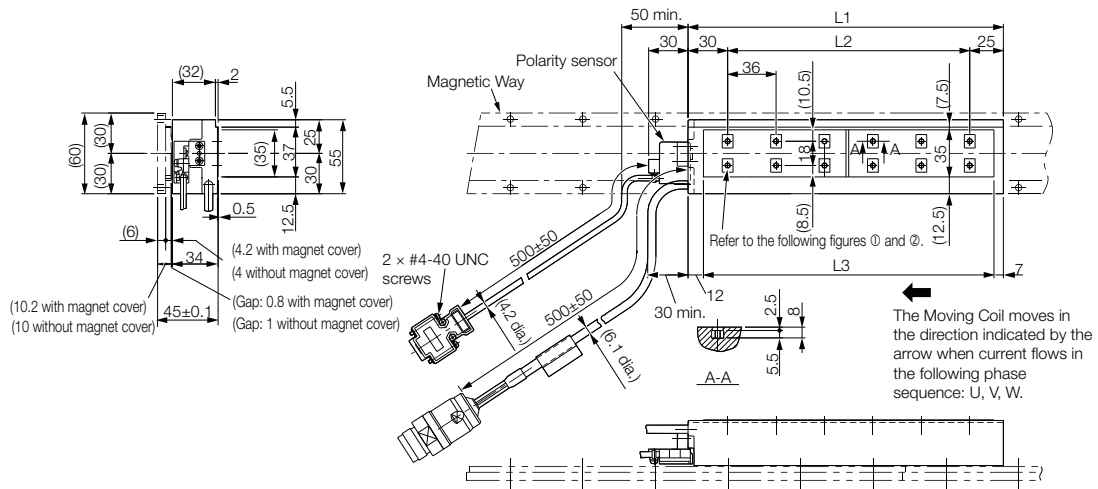 50 min.
L1
30
30
L2
25
Polarity sensor
36
Magnetic Way
(32)
2
5.5
(10.5)
(7.5)
(60)
(30)
(30)
(35)
37
25
30
55
18
A
A
35
0.5
12.5
(8.5)
(12.5)
(6)
34
(4.2 with magnet cover)
(4 without magnet cover)
Refer to the following figures ① and ②.
500±50
2 × #4-40 UNC
screws
L3
7
12
30 min.
(10.2 with magnet cover)
(10 without magnet cover)
45±0.1
(Gap: 0.8 with magnet cover)
(Gap: 1 without magnet cover)
(4.2 dia.)
500±50
(6.1 dia.)
2.5
8
5.5
A-A
The Moving Coil moves in
the direction indicated by the
arrow when current flows in
the following phase
sequence: U, V, W.